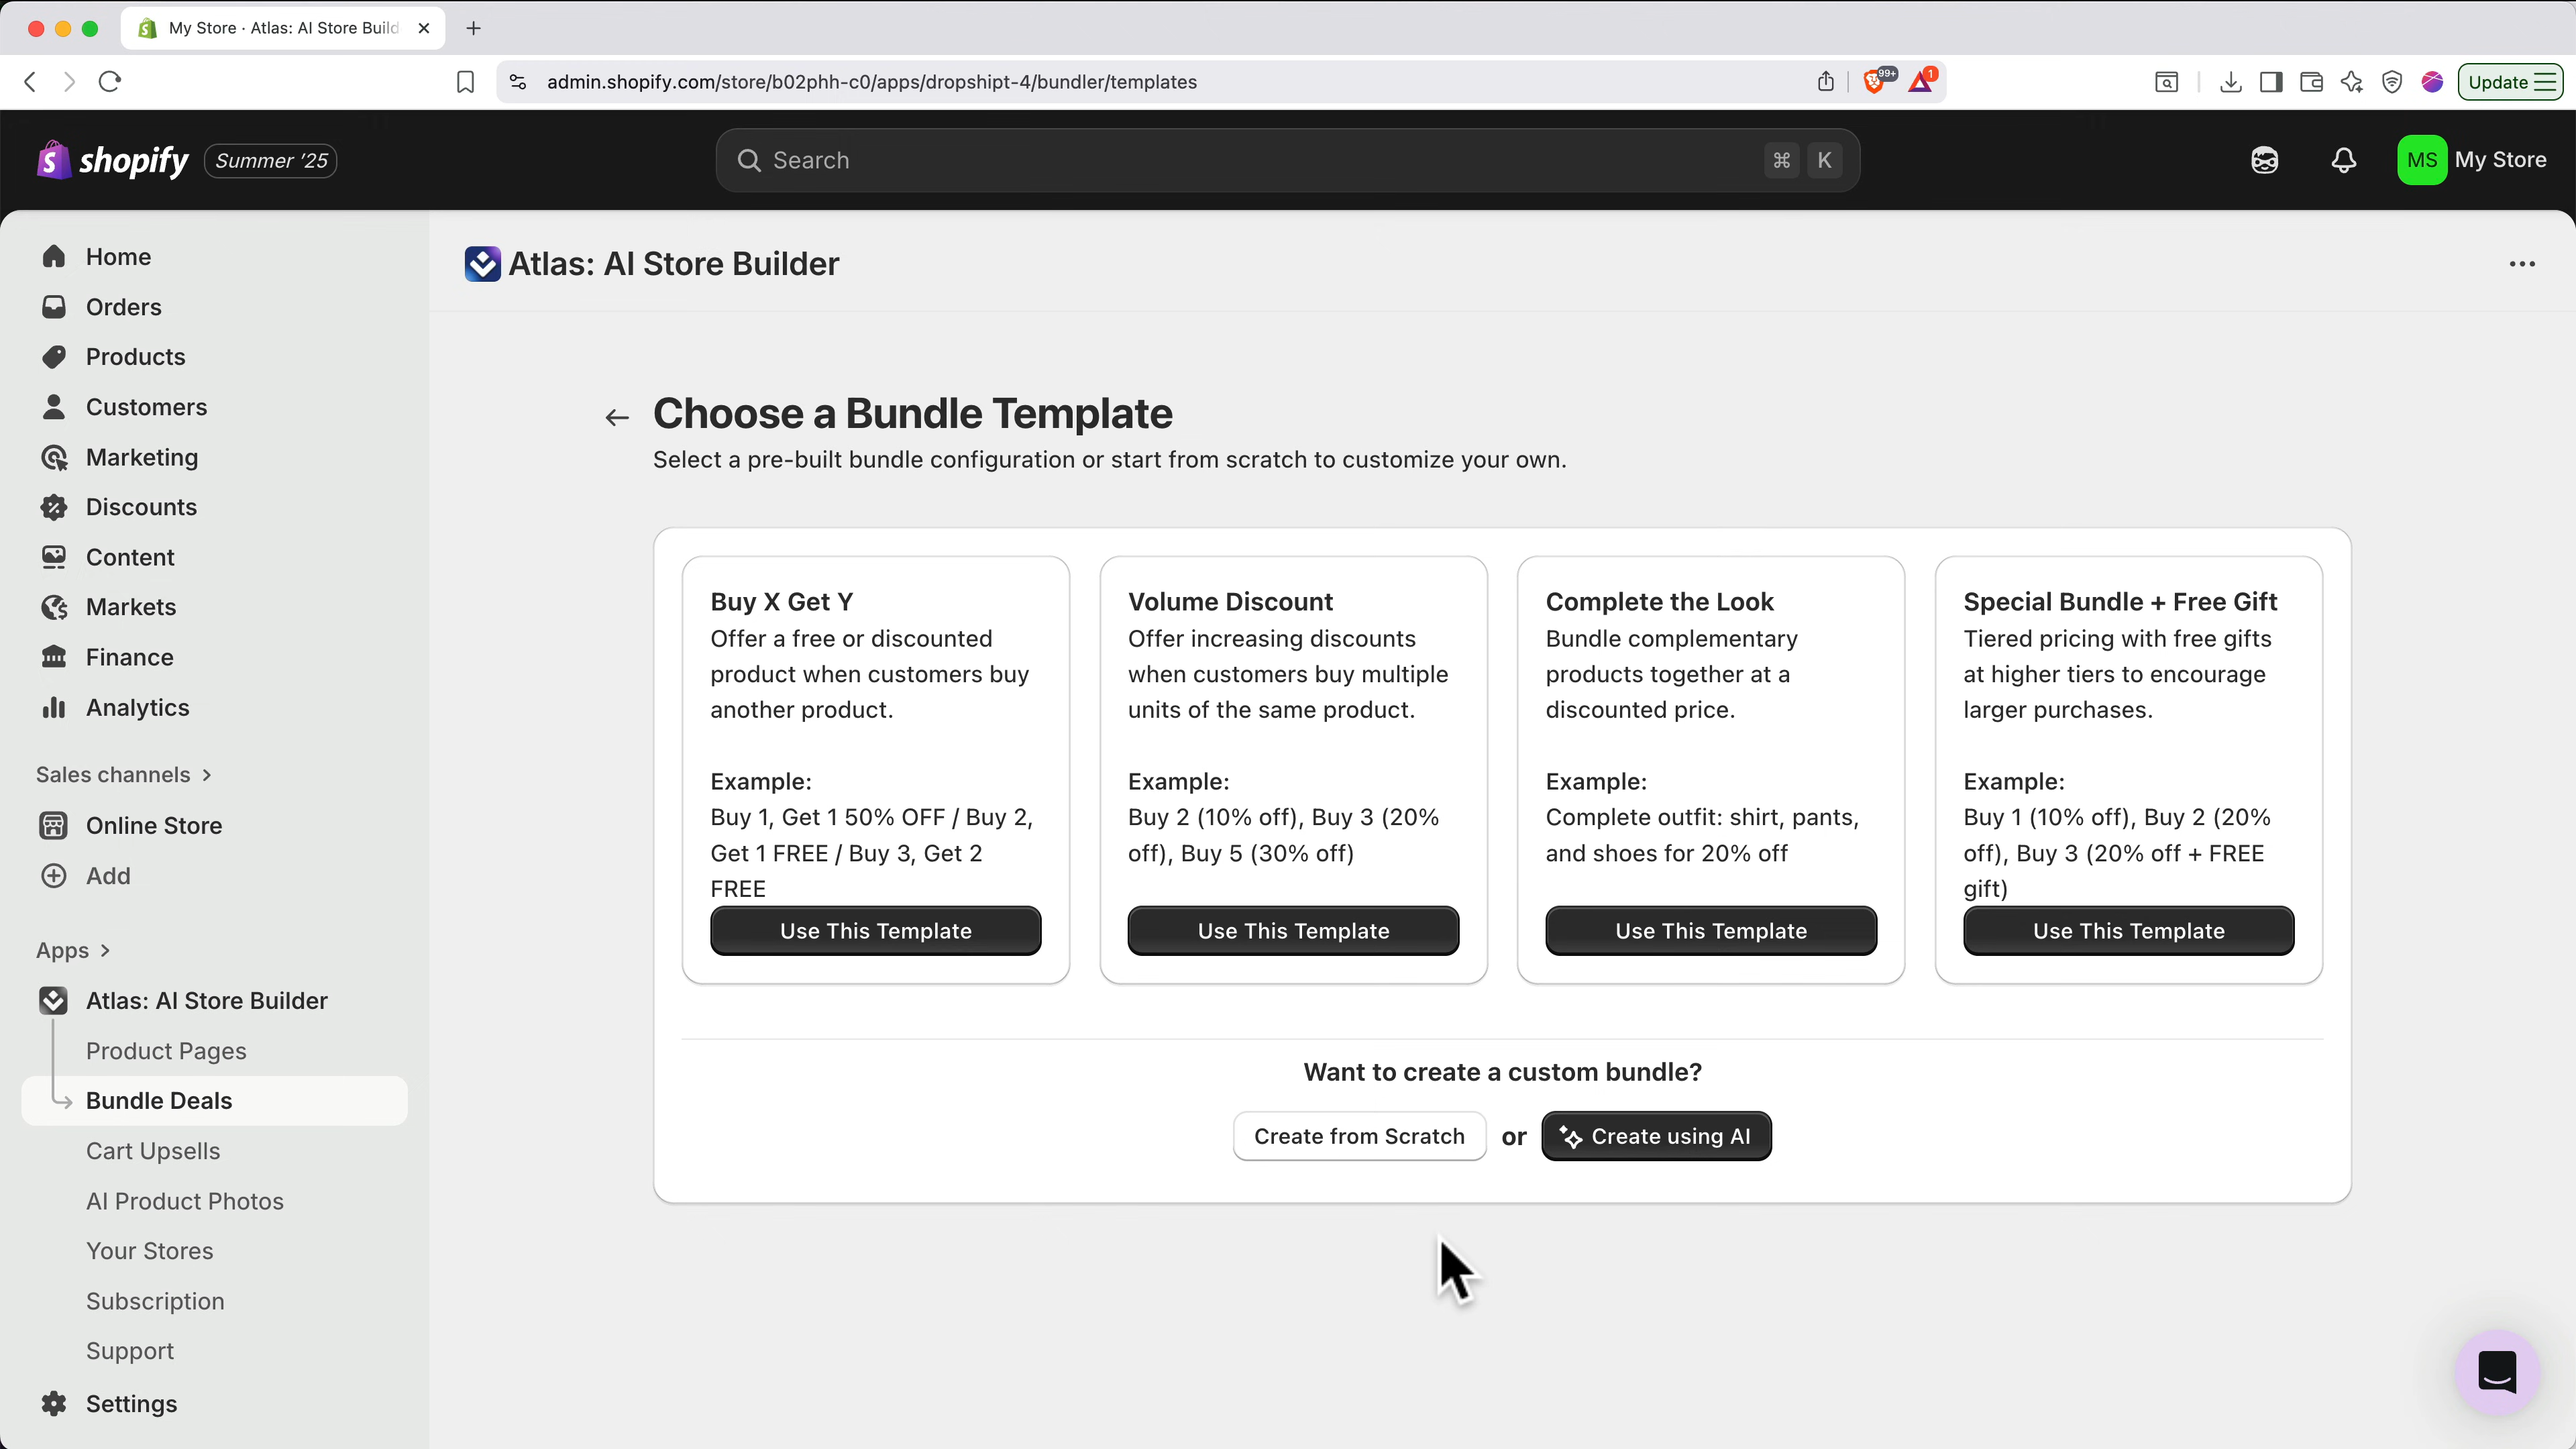 My Store · Atlas: AI Store Build
admin.shopify.com/store/b02phh-c0/apps/dropshipt-4/bundler/templates
99+
1
Update
shopify
Summer '25
Search
⌘ K
MS My Store
Home
Orders
Products
Customers
Marketing
Discounts
Content
Markets
Finance
Analytics
Sales channels
Online Store
Add
Apps
Atlas: AI Store Builder
Product Pages
Bundle Deals
Cart Upsells
AI Product Photos
Your Stores
Subscription
Support
Settings
Atlas: AI Store Builder
Choose a Bundle Template
Select a pre-built bundle configuration or start from scratch to customize your own.
Buy X Get Y
Offer a free or discounted
product when customers buy
another product.
Example:
Buy 1, Get 1 50% OFF / Buy 2,
Get 1 FREE / Buy 3, Get 2
FREE
Use This Template
Volume Discount
Offer increasing discounts
when customers buy multiple
units of the same product.
Example:
Buy 2 (10% off), Buy 3 (20%
off), Buy 5 (30% off)
Use This Template
Complete the Look
Bundle complementary
products together at a
discounted price.
Example:
Complete outfit: shirt, pants,
and shoes for 20% off
Use This Template
Special Bundle + Free Gift
Tiered pricing with free gifts
at higher tiers to encourage
larger purchases.
Example:
Buy 1 (10% off), Buy 2 (20%
off), Buy 3 (20% off + FREE
gift)
Use This Template
Want to create a custom bundle?
Create from Scratch or Create using AI